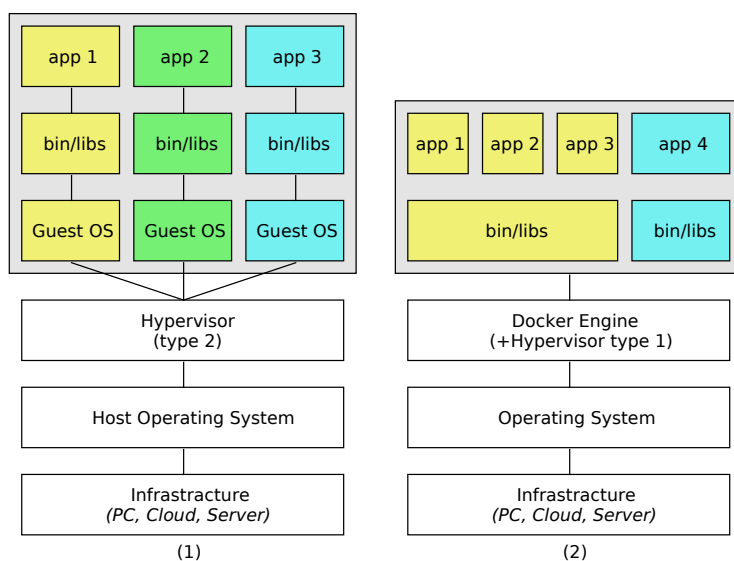 app 1
app 2
app 3
bin/libs
bin/libs
bin/libs
Guest OS
Guest OS
Guest OS
Hypervisor
(type 2)
Host Operating System
Infrastracture
(PC, Cloud, Server)
(1)
app 1
app 2
app 3
app 4
bin/libs
bin/libs
Docker Engine
(+Hypervisor type 1)
Operating System
Infrastracture
(PC, Cloud, Server)
(2)